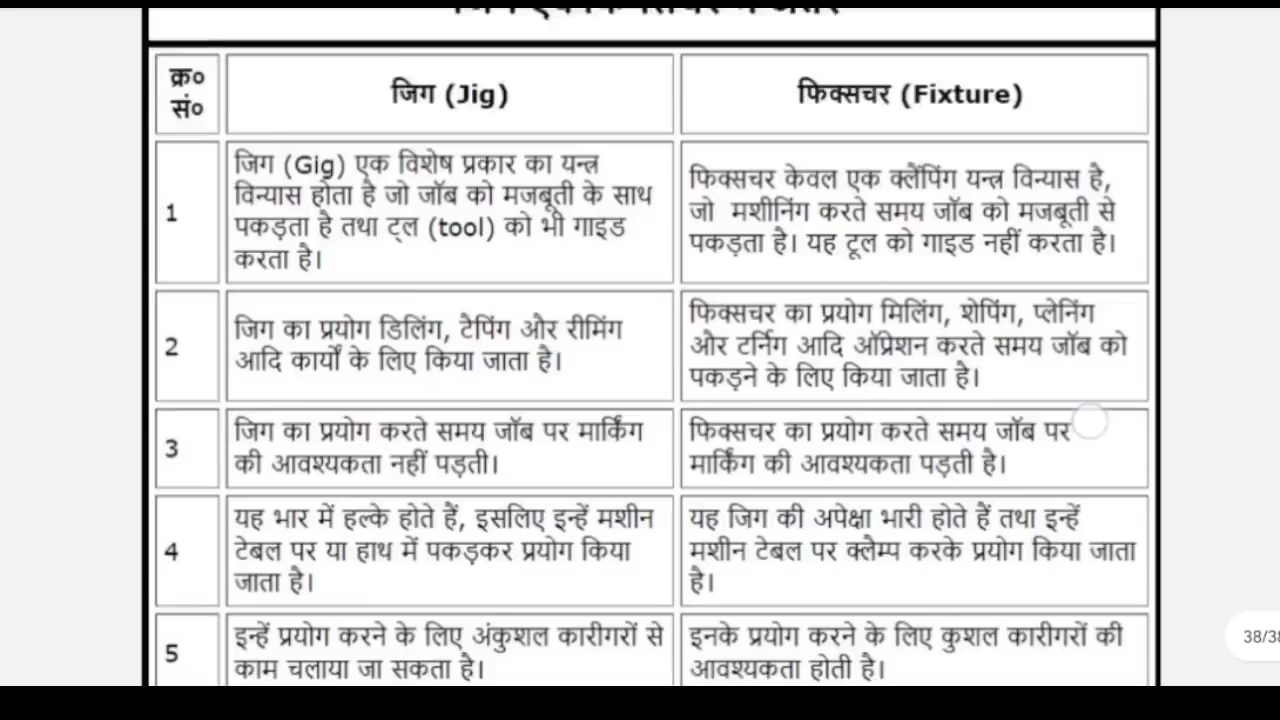 क्र०
सं०
जिग (Jig)
फिक्सचर (Fixture)
1
जिग (Gig) एक विशेष प्रकार का यन्त्र
विन्यास होता है जो जॉब को मजबूती के साथ
पकड़ता है तथा ट्ल (tool) को भी गाइड
करता है।
फिक्सचर केवल एक क्लैंपिंग यन्त्र विन्यास है,
जो मशीनिंग करते समय जॉब को मजबूती से
पकड़ता है। यह टूल को गाइड नहीं करता है।
2
जिग का प्रयोग डिलिंग, टैपिंग और रीमिंग
आदि कार्यों के लिए किया जाता है।
फिक्सचर का प्रयोग मिलिंग, शेपिंग, प्लेनिंग
और टर्निग आदि ऑप्रेशन करते समय जॉब को
पकड़ने के लिए किया जाता है।
3
जिग का प्रयोग करते समय जॉब पर मार्किंग
की आवश्यकता नहीं पड़ती।
फिक्सचर का प्रयोग करते समय जॉब पर
मार्किंग की आवश्यकता पड़ती है।
4
यह भार में हल्के होते हैं, इसलिए इन्हें मशीन
टेबल पर या हाथ में पकड़कर प्रयोग किया
जाता है।
यह जिग की अपेक्षा भारी होते हैं तथा इन्हें
मशीन टेबल पर क्लैम्प करके प्रयोग किया जाता
है।
5
इन्हें प्रयोग करने के लिए अंकुशल कारीगरों से
काम चलाया जा सकता है।
इनके प्रयोग करने के लिए कुशल कारीगरों की
आवश्यकता होती है।
38/38